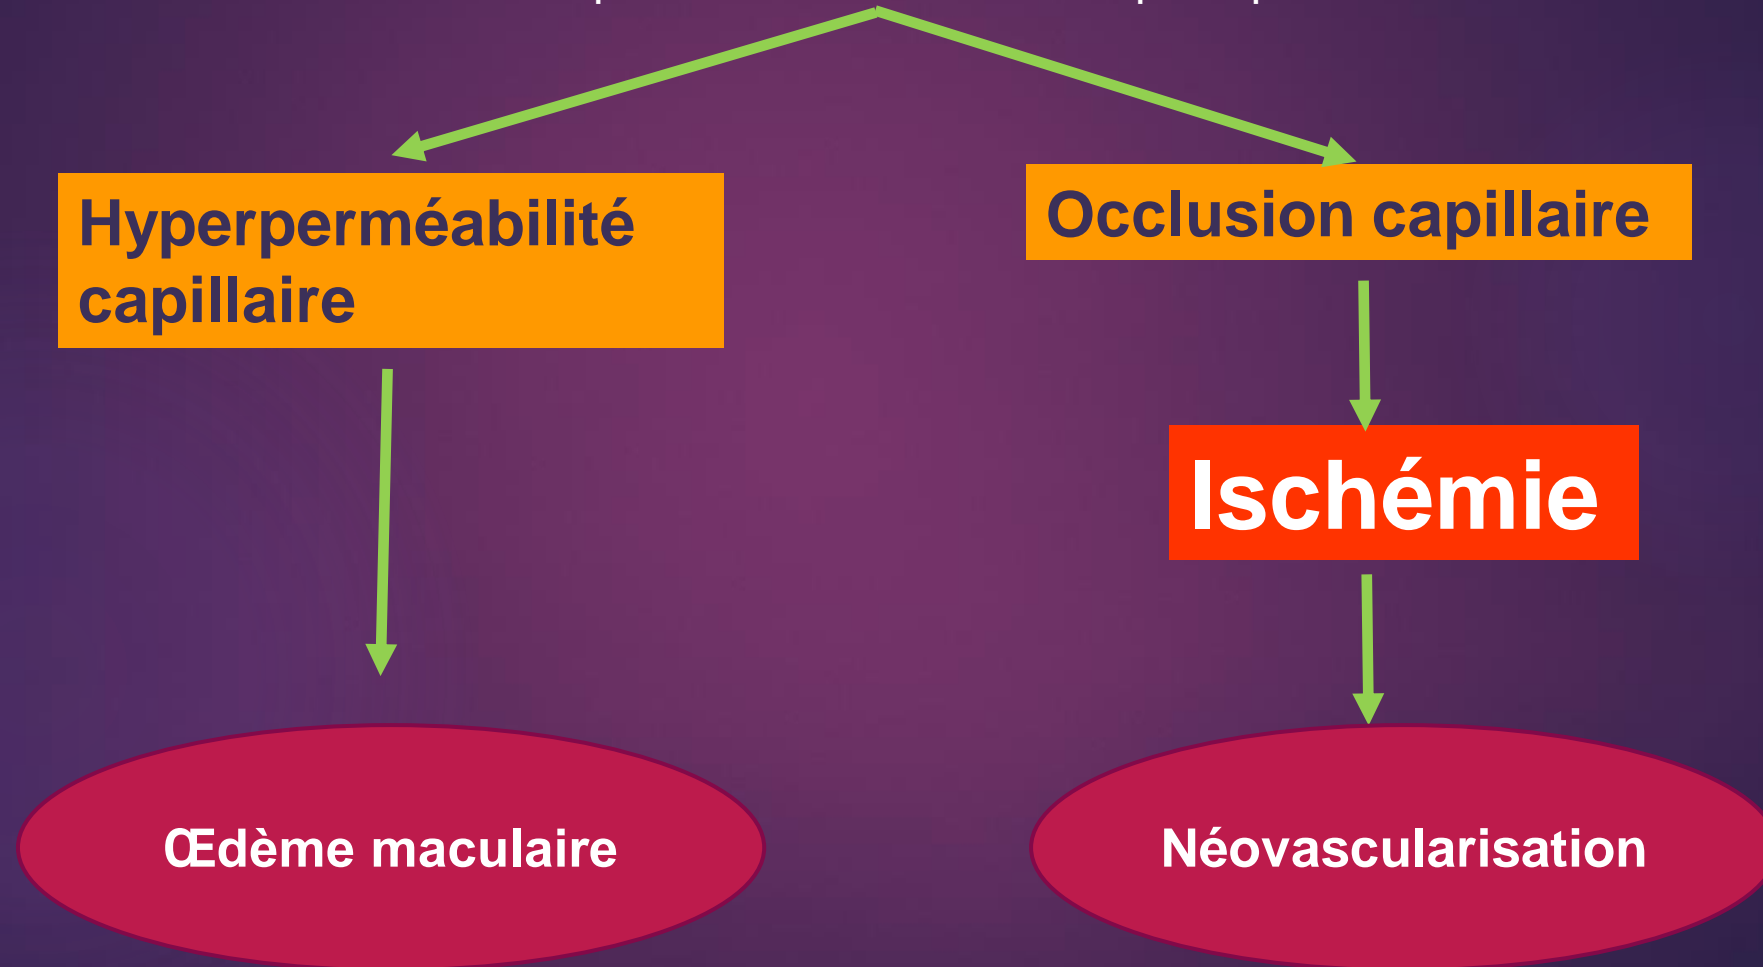 Hyperperméabilité
capillaire
Occlusion capillaire
Ischémie
Œdème maculaire
Néovascularisation